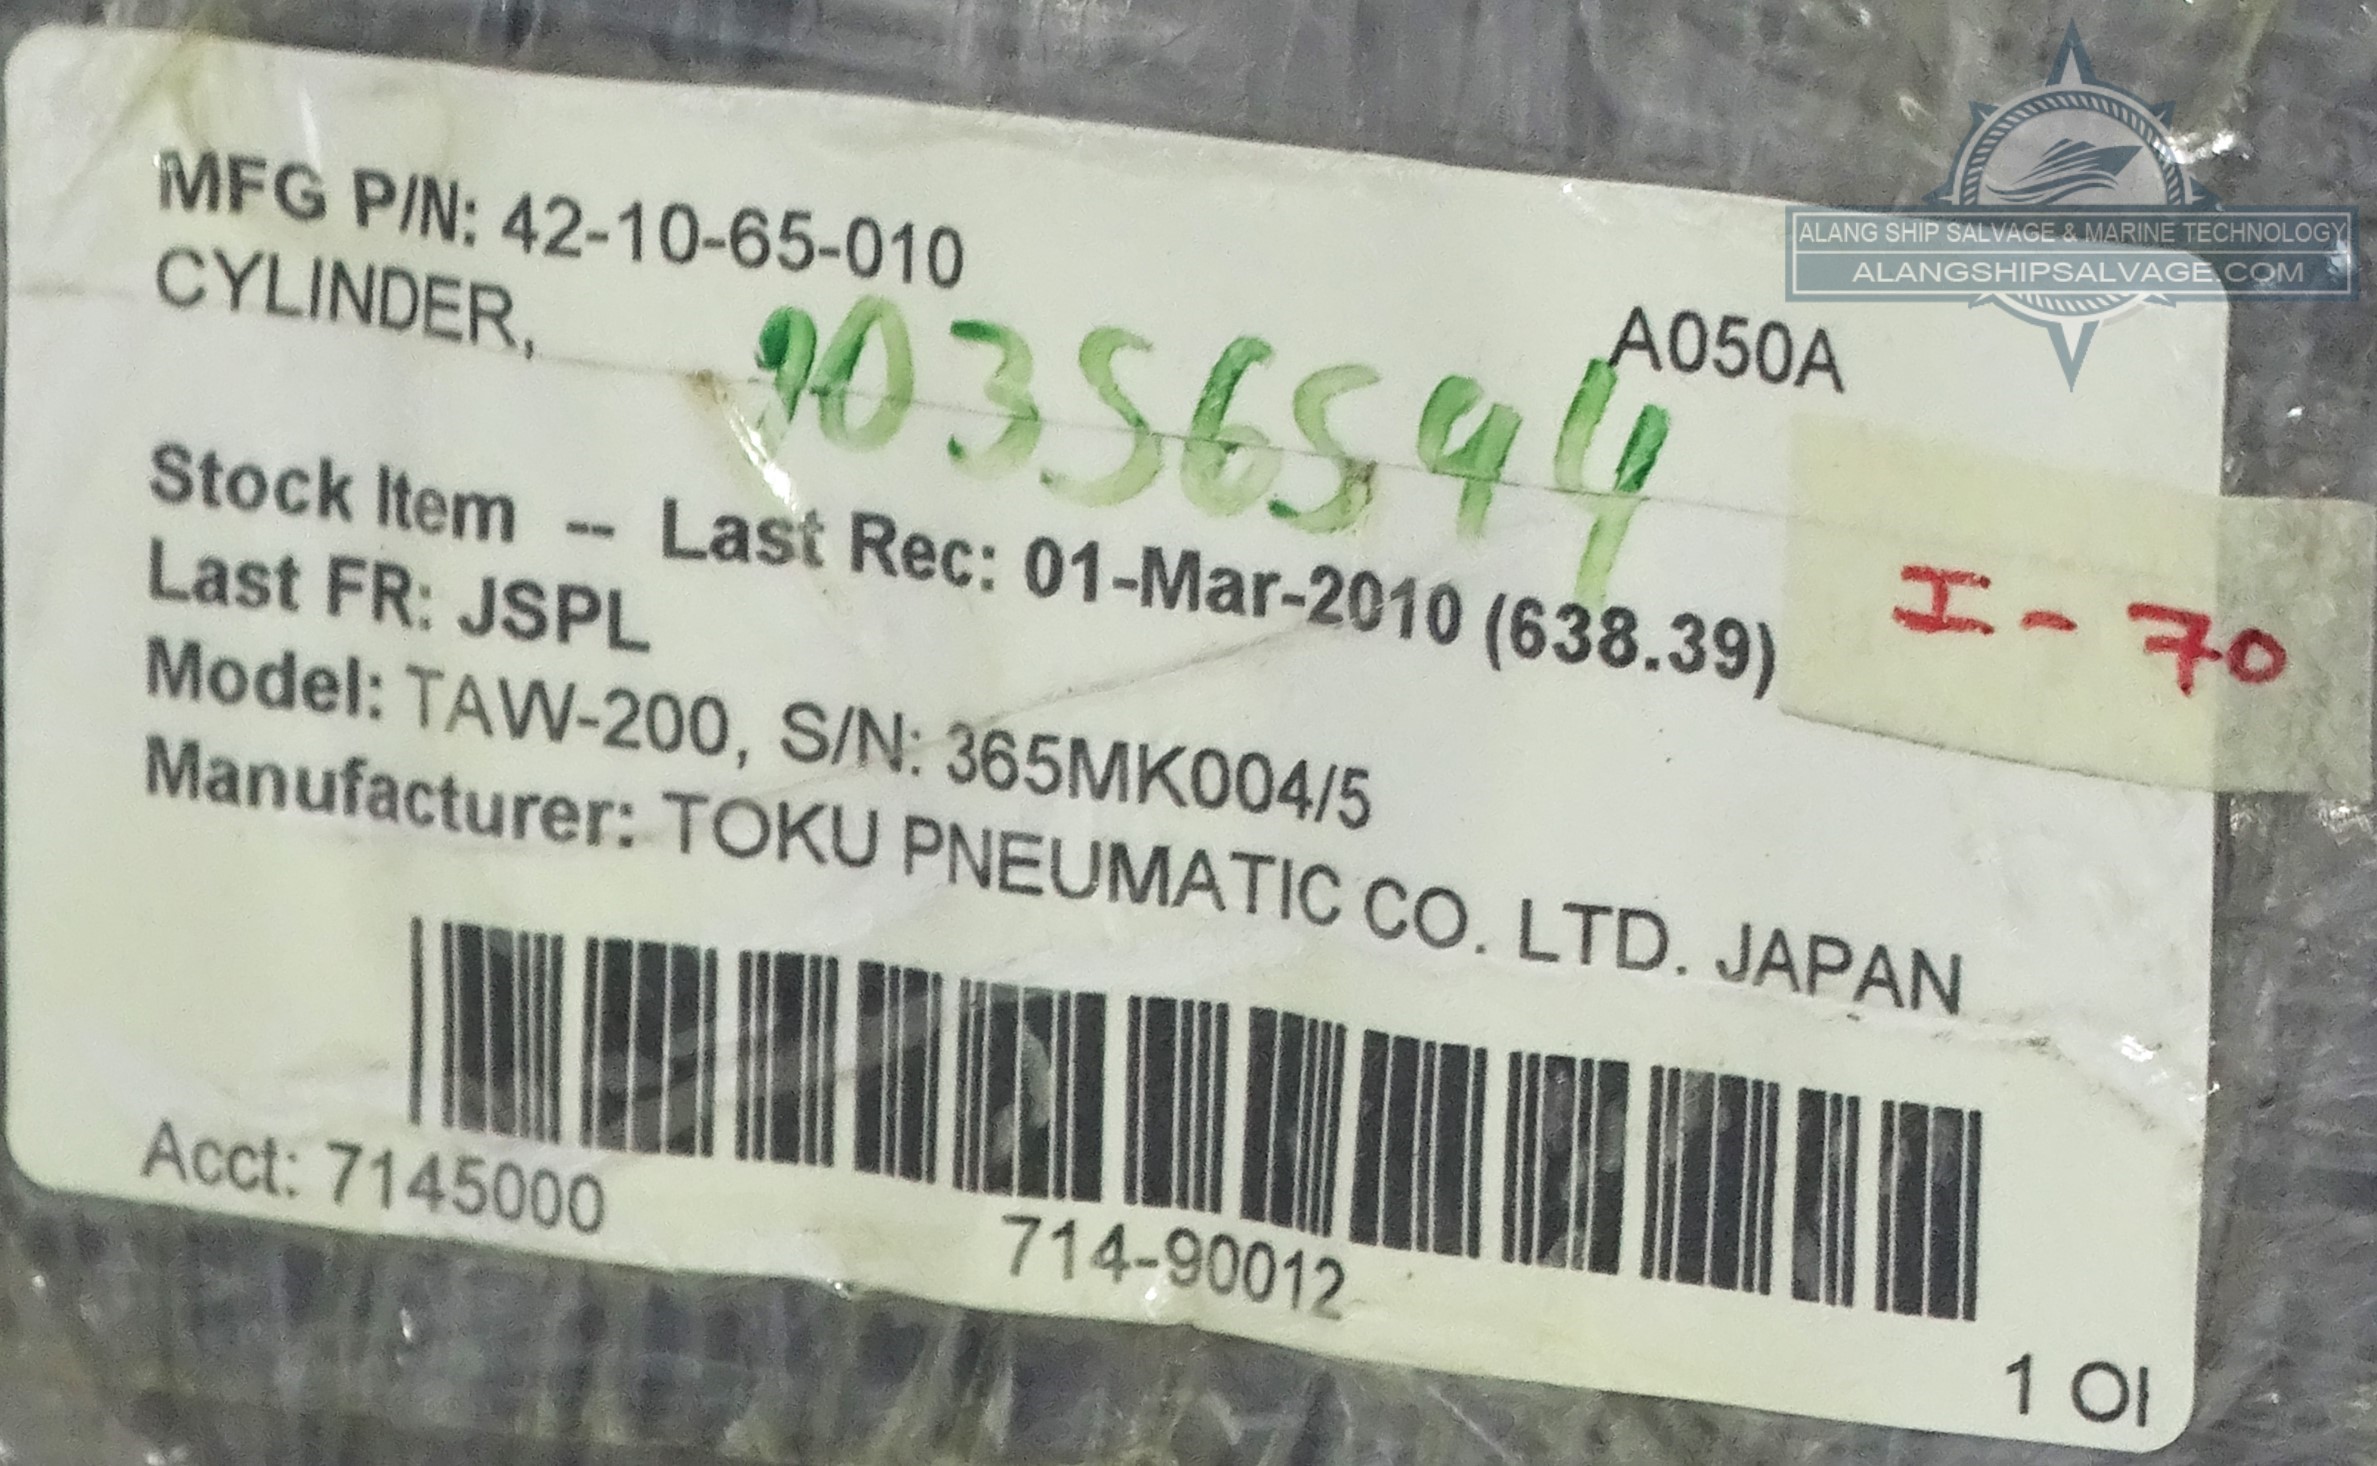 ALANG SHIP SALVAGE & MARINE TECHNOLOGY
ALANGSHIPSALVAGE.COM
MFG P/N: 42-10-65-010
CYLINDER,
A050A
10356594
Stock Item -- Last Rec: 01-Mar-2010 (638.39)
I-70
Last FR: JSPL
Model: TAW-200, S/N: 365MK004/5
Manufacturer: TOKU PNEUMATIC CO. LTD. JAPAN
Acct: 7145000
714-90012
1 OI